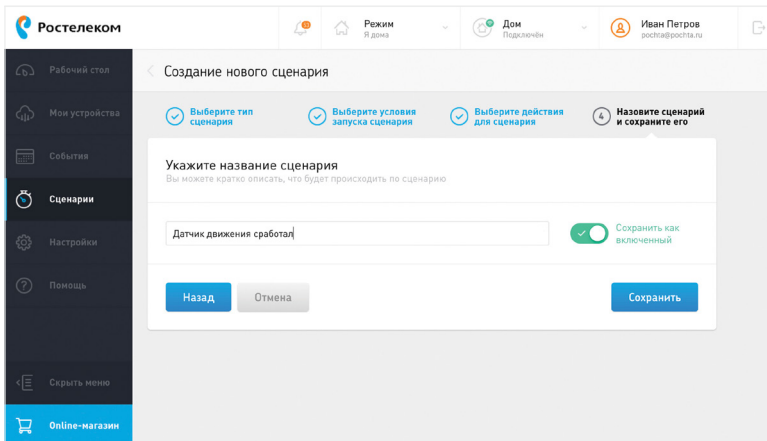 Ростелеком
Режим
Я дома
Дом
Подключён
Иван Петров
pochta@pochta.ru
Рабочий стол
Мои устройства
События
Сценарии
Настройки
Помощь
Скрыть меню
Online-магазин
Создание нового сценария
Выберите тип
сценария
Выберите условия
запуска сценария
Выберите действия
для сценария
4
Назовите сценарий
и сохраните его
Укажите название сценария
Вы можете кратко описать, что будет происходить по сценарию
Датчик движения сработал
Сохранить как
включенный
Назад
Отмена
Сохранить